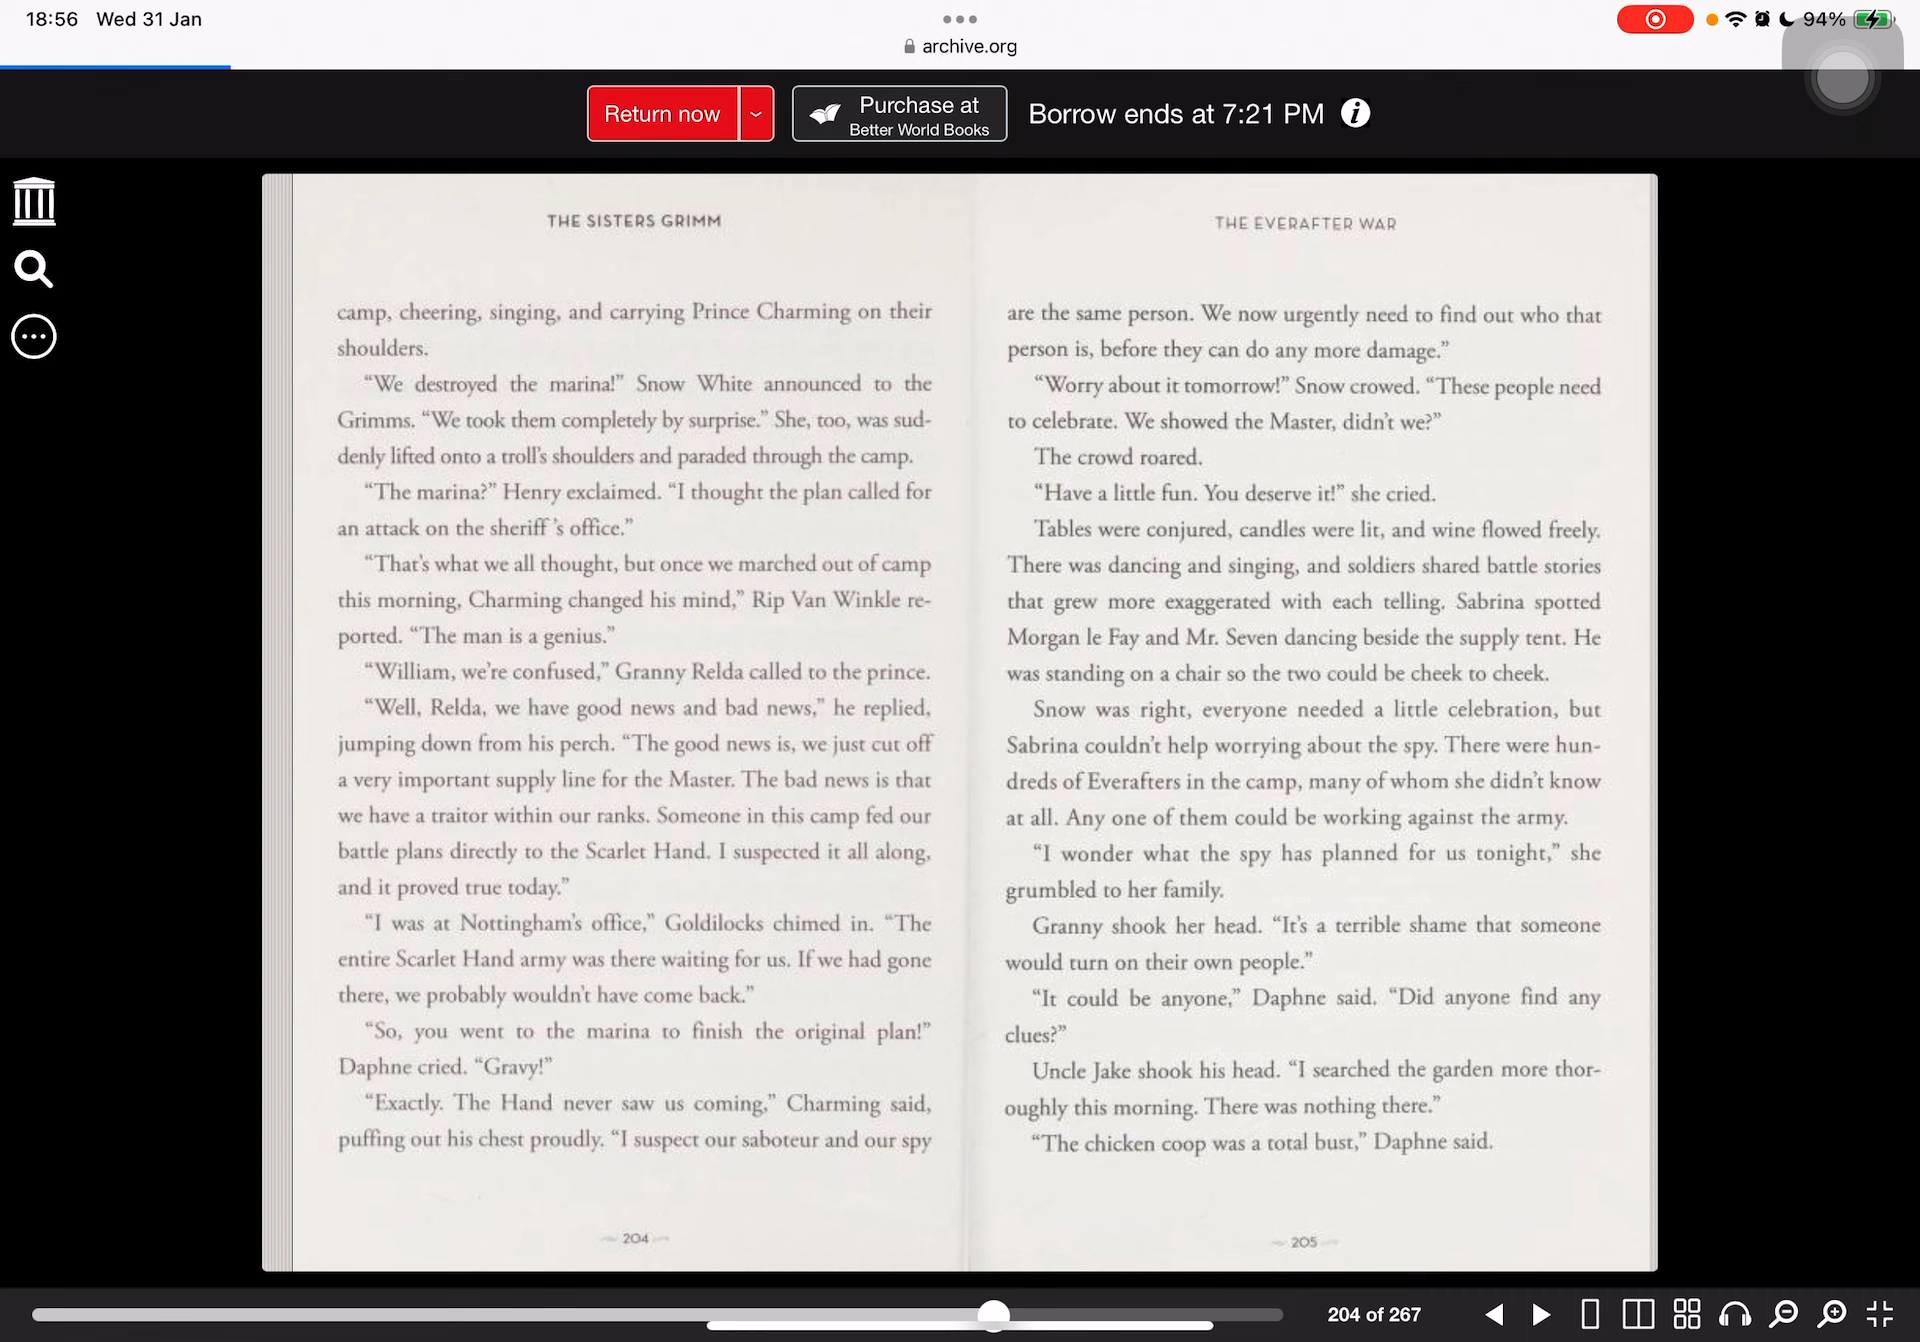 18:56 Wed 31 Jan
94%
archive.org
Return now
Purchase at
Better World Books
Borrow ends at 7:21 PM
THE SISTERS GRIMM
camp, cheering, singing, and carrying Prince Charming on their
shoulders.
“We destroyed the marina!” Snow White announced to the
Grimms. “We took them completely by surprise.” She, too, was sud-
denly lifted onto a troll’s shoulders and paraded through the camp.
“The marina?” Henry exclaimed. “I thought the plan called for
an attack on the sheriff’s office.”
“That’s what we all thought, but once we marched out of camp
this morning, Charming changed his mind,” Rip Van Winkle re-
ported. “The man is a genius.”
“William, we’re confused,” Granny Relda called to the prince.
“Well, Relda, we have good news and bad news,” he replied,
jumping down from his perch. “The good news is, we just cut off
a very important supply line for the Master. The bad news is that
we have a traitor within our ranks. Someone in this camp fed our
battle plans directly to the Scarlet Hand. I suspected it all along,
and it proved true today.”
“I was at Nottingham’s office,” Goldilocks chimed in. “The
entire Scarlet Hand army was there waiting for us. If we had gone
there, we probably wouldn’t have come back.”
“So, you went to the marina to finish the original plan!”
Daphne cried. “Gravy!”
“Exactly. The Hand never saw us coming,” Charming said,
puffing out his chest proudly. “I suspect our saboteur and our spy
204
THE EVERAFTER WAR
are the same person. We now urgently need to find out who that
person is, before they can do any more damage.”
“Worry about it tomorrow!” Snow crowed. “These people need
to celebrate. We showed the Master, didn’t we?”
The crowd roared.
“Have a little fun. You deserve it!” she cried.
Tables were conjured, candles were lit, and wine flowed freely.
There was dancing and singing, and soldiers shared battle stories
that grew more exaggerated with each telling. Sabrina spotted
Morgan le Fay and Mr. Seven dancing beside the supply tent. He
was standing on a chair so the two could be cheek to cheek.
Snow was right, everyone needed a little celebration, but
Sabrina couldn’t help worrying about the spy. There were hun-
dreds of Everafters in the camp, many of whom she didn’t know
at all. Any one of them could be working against the army.
“I wonder what the spy has planned for us tonight,” she
grumbled to her family.
Granny shook her head. “It’s a terrible shame that someone
would turn on their own people.”
“It could be anyone,” Daphne said. “Did anyone find any
clues?”
Uncle Jake shook his head. “I searched the garden more thor-
oughly this morning. There was nothing there.”
“The chicken coop was a total bust,” Daphne said.
205
204 of 267